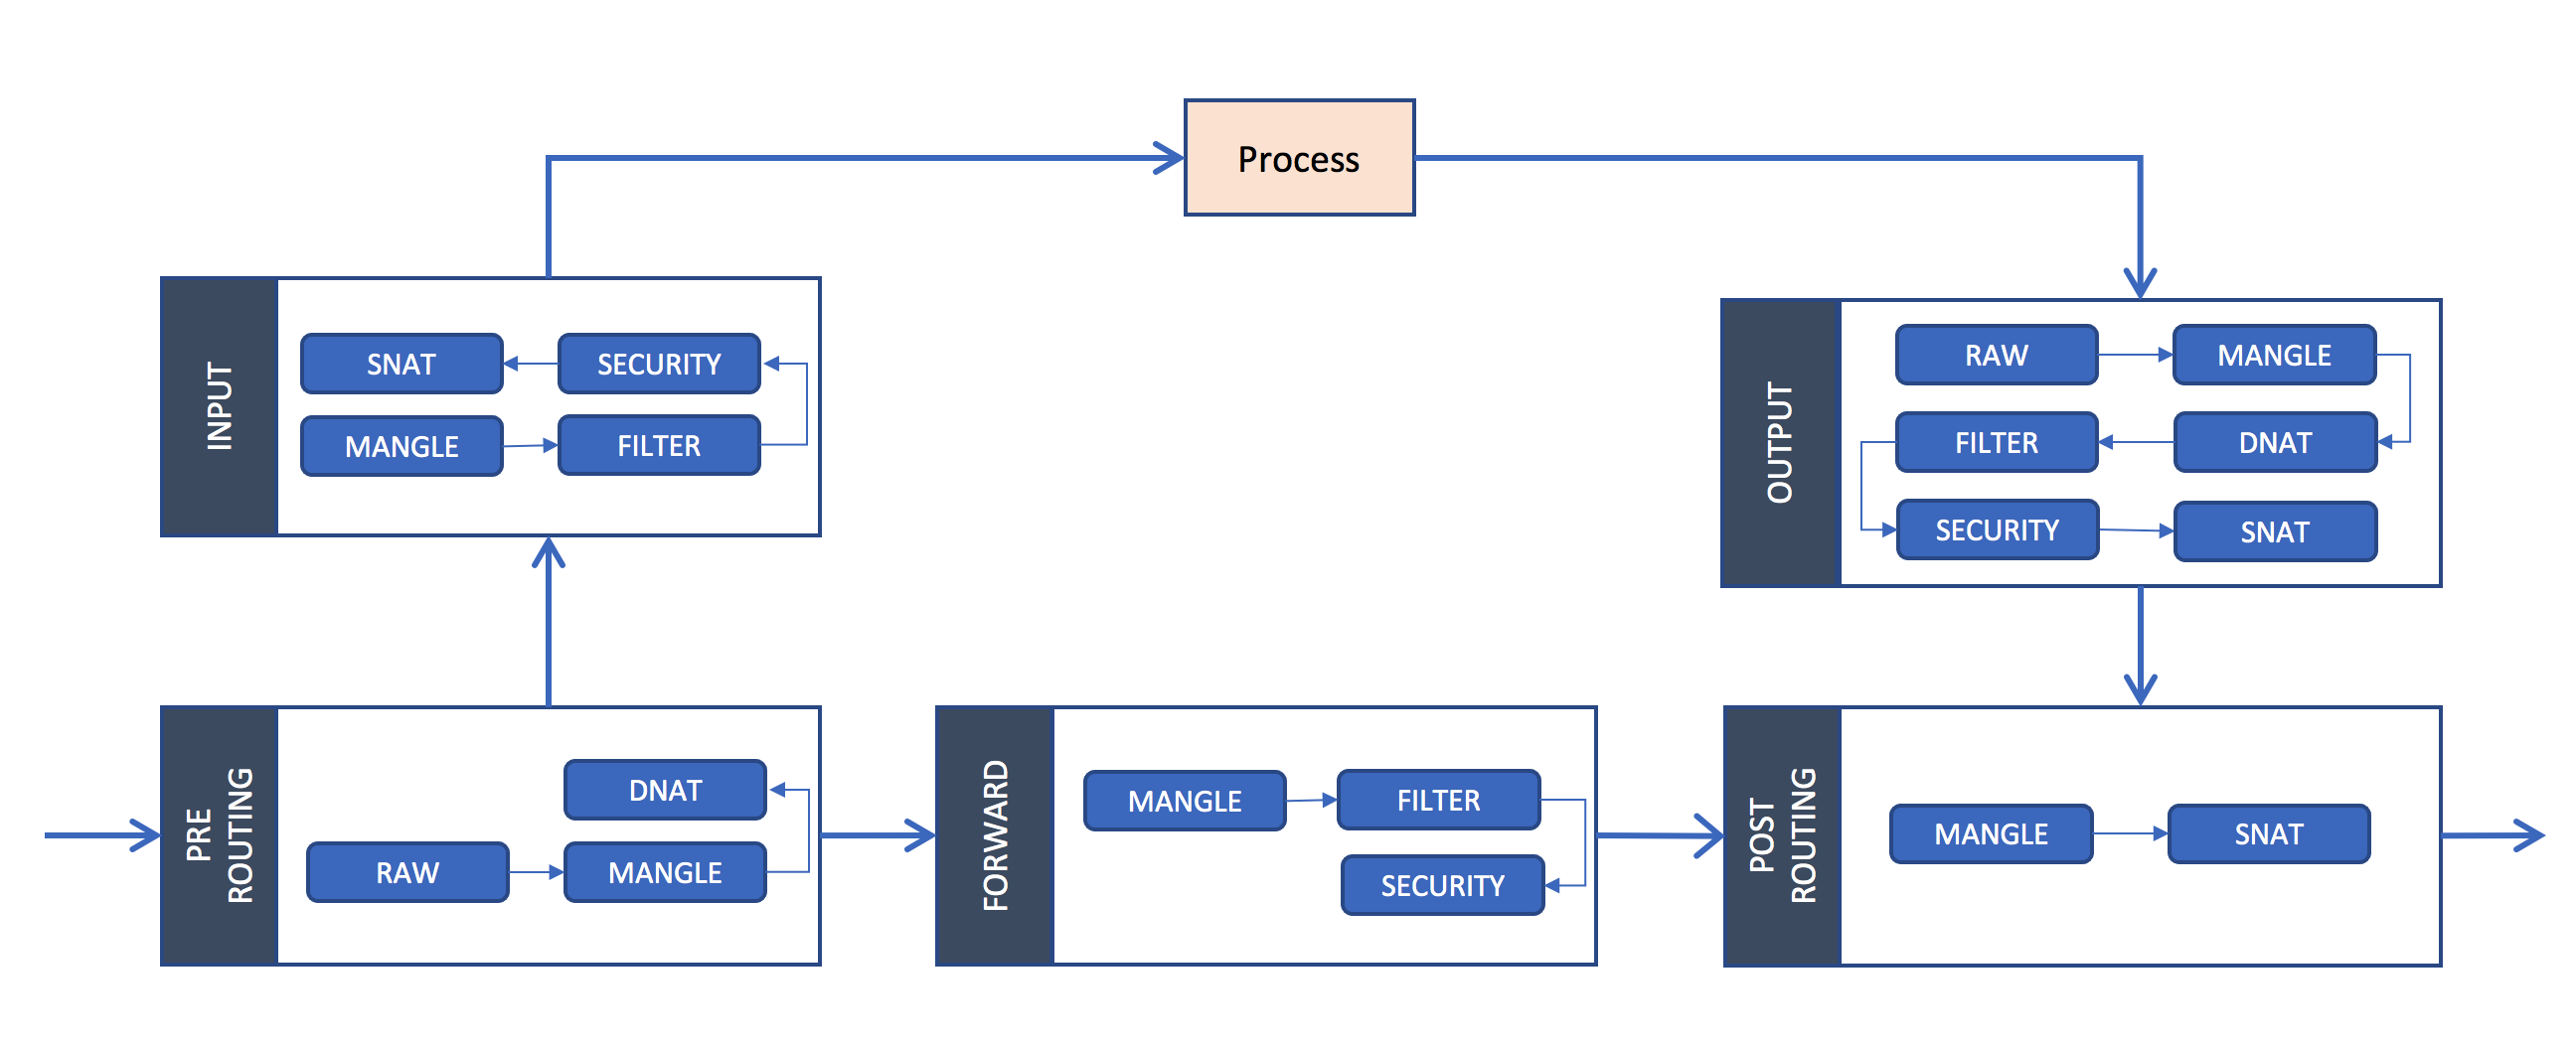 Process
INPUT
SNAT
SECURITY
MANGLE
FILTER
OUTPUT
RAW
MANGLE
FILTER
DNAT
SECURITY
SNAT
PRE
ROUTING
DNAT
RAW
MANGLE
FORWARD
MANGLE
FILTER
SECURITY
POST
ROUTING
MANGLE
SNAT